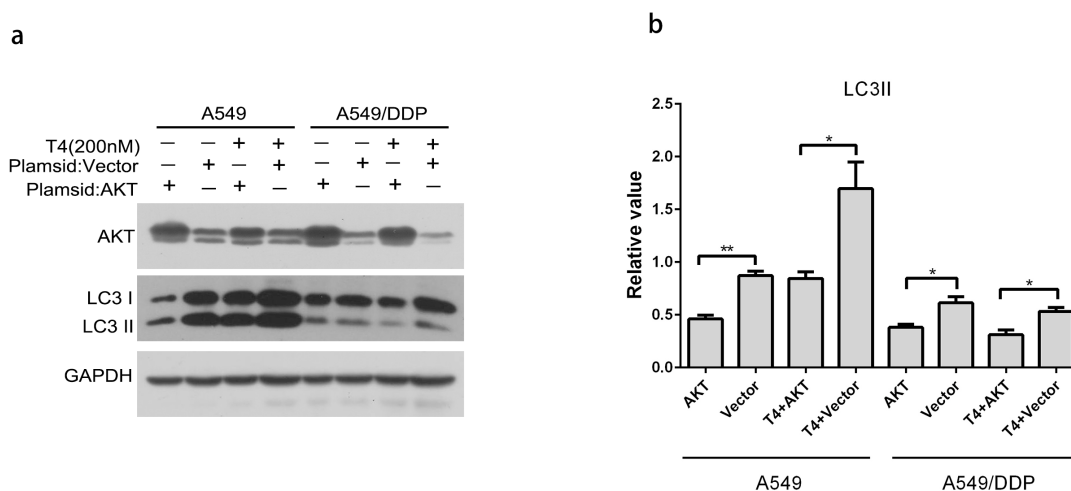 a
A549 A549/DDP
T4(200nM) – – + + – – + +
Plamsid:Vector – + – + – + – +
Plamsid:AKT + – + – + – + –
AKT
LC3 I
LC3 II
GAPDH
b
LC3II
Relative value
2.5
2.0
1.5
1.0
0.5
0.0
** * * *
AKT Vector T4+AKT T4+Vector AKT Vector T4+AKT T4+Vector
A549 A549/DDP